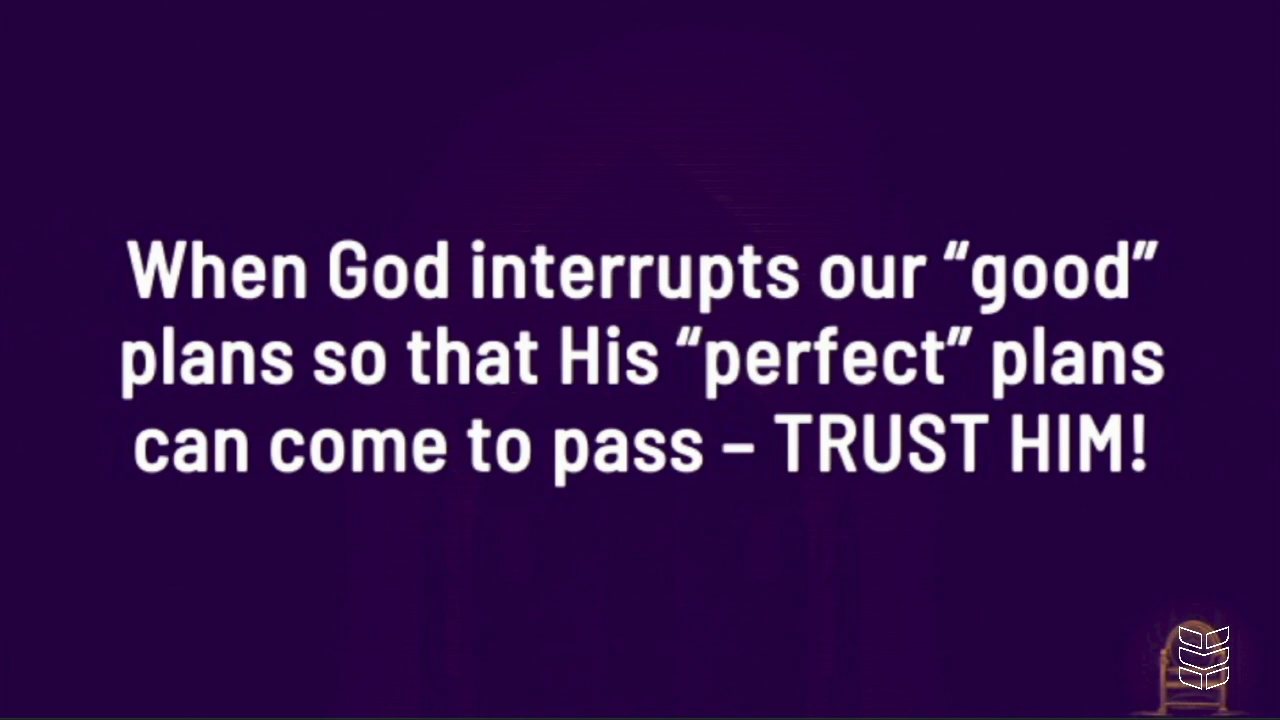 When God interrupts our “good”
plans so that His “perfect” plans
can come to pass – TRUST HIM!